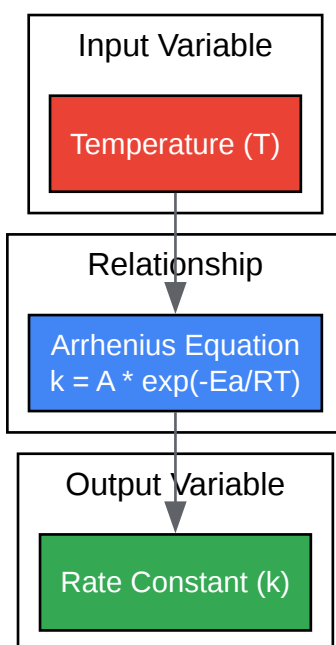 Input Variable
Temperature (T)
Relationship
Arrhenius Equation
k = A * exp(-Ea/RT)
Output Variable
Rate Constant (k)